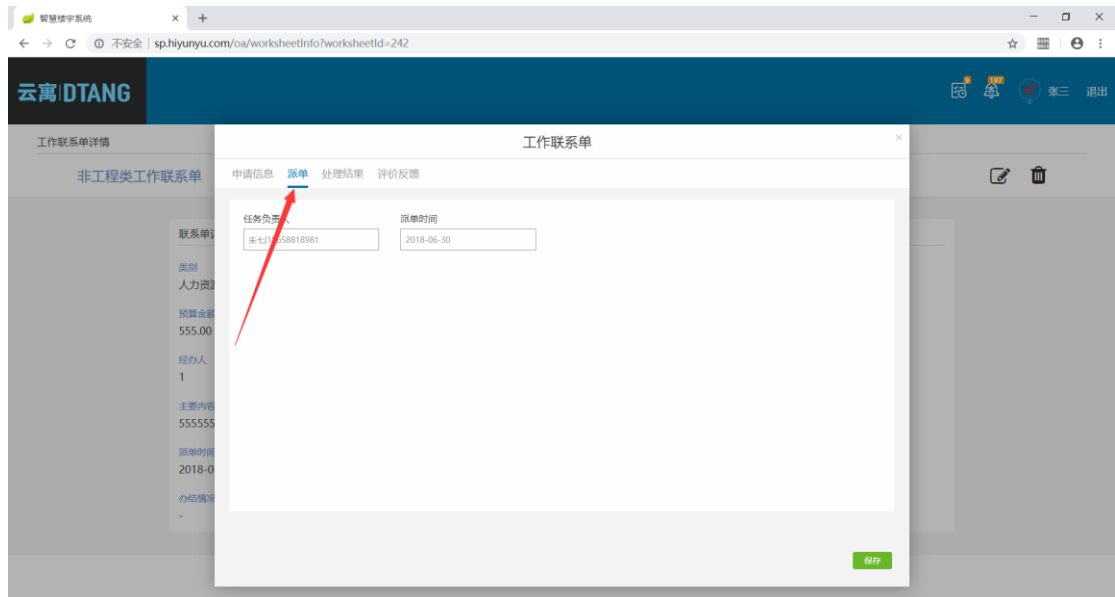 智慧楼宇系统
不安全 | sp.hiyunyu.com/oa/worksheetInfo?worksheetId=242
云寓|DTANG
9
197
张三 退出
工作联系单详情
工作联系单
非工程类工作联系单
申请信息 派单 处理结果 评价反馈
任务负责人 派单时间
2018-06-30
联系单
类别
人力资源
预算金额
555.00
经办人
1
主要内容
555555
派单时间
2018-0
办结情况
-
保存